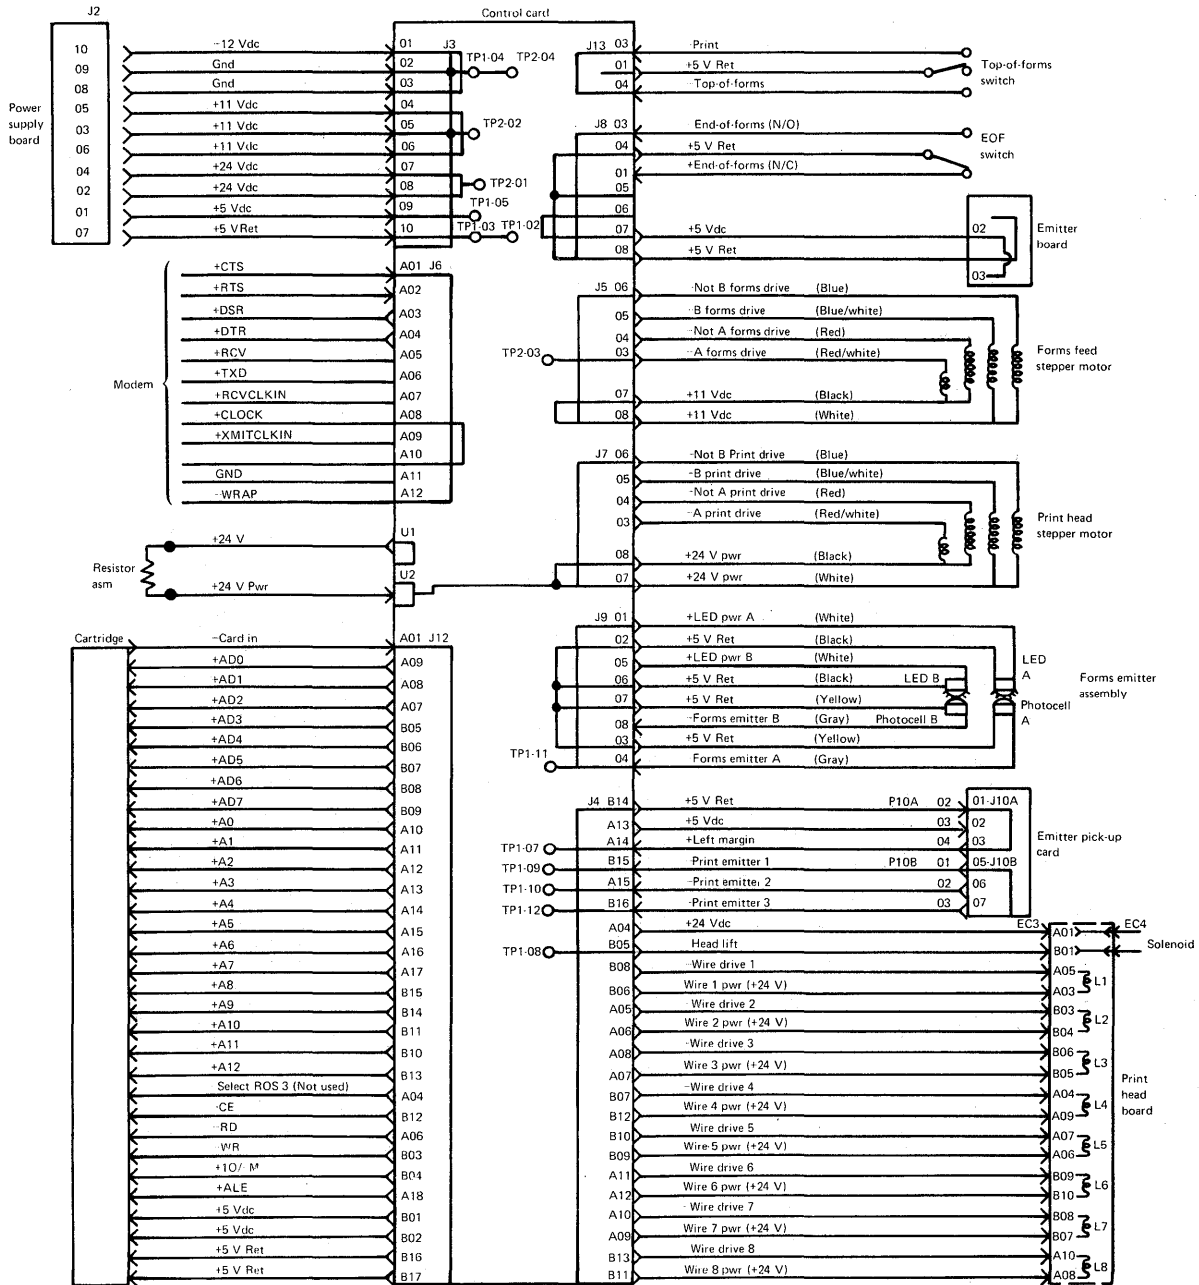 Control card
J2
Power supply board
10 -12 Vdc 01 J3
09 Gnd 02 TP1-04 TP2-04
08 Gnd 03
05 +11 Vdc 04
03 +11 Vdc 05 TP2-02
06 +11 Vdc 06
04 +24 Vdc 07
02 +24 Vdc 08 TP2-01
01 +5 Vdc 09 TP1-05
07 +5 VRet 10 TP1-03 TP1-02
Modem
+CTS A01 J6
+RTS A02
+DSR A03
+DTR A04
+RCV A05
+TXD A06
+RCVCLKIN A07
+CLOCK A08
+XMITCLKIN A09
A10
GND A11
-WRAP A12
Resistor asm
+24 V U1
+24 V Pwr U2
Cartridge
-Card in A01 J12
+AD0 A09
+AD1 A08
+AD2 A07
+AD3 B05
+AD4 B06
+AD5 B07
+AD6 B08
+AD7 B09
+A0 A10
+A1 A11
+A2 A12
+A3 A13
+A4 A14
+A5 A15
+A6 A16
+A7 A17
+A8 B15
+A9 B14
+A10 B11
+A11 B10
+A12 B13
Select ROS 3 (Not used) A04
-CE B12
-RD A06
-WR B03
+IO/-M B04
+ALE A18
+5 Vdc B01
+5 Vdc B02
+5 V Ret B16
+5 V Ret B17
J13 03 -Print
01 +5 V Ret
04 -Top-of-forms
Top-of-forms switch
J8 03 End-of-forms (N/O)
04 +5 V Ret
01 +End-of-forms (N/C)
EOF switch
05
06
07 +5 Vdc 02
08 +5 V Ret 03
Emitter board
J5 06 -Not B forms drive (Blue)
05 -B forms drive (Blue/white)
04 -Not A forms drive (Red)
TP2-03 03 -A forms drive (Red/white)
07 +11 Vdc (Black)
08 +11 Vdc (White)
Forms feed stepper motor
J7 06 -Not B Print drive (Blue)
05 -B print drive (Blue/white)
04 -Not A print drive (Red)
03 -A print drive (Red/white)
08 +24 V pwr (Black)
07 +24 V pwr (White)
Print head stepper motor
J9 01 +LED pwr A (White)
02 +5 V Ret (Black)
05 +LED pwr B (White)
06 +5 V Ret (Black) LED B
07 +5 V Ret (Yellow)
08 -Forms emitter B (Gray) Photocell B
03 +5 V Ret (Yellow)
TP1-11 04 Forms emitter A (Gray)
LED A
Photocell A
Forms emitter assembly
J4 B14 +5 V Ret P10A 02 01-J10A
A13 +5 Vdc 03 02
TP1-07 A14 +Left margin 04 03
TP1-09 B15 -Print emitter 1 P10B 01 05-J10B
TP1-10 A15 -Print emitter 2 02 06
TP1-12 B16 -Print emitter 3 03 07
Emitter pick-up card
A04 +24 Vdc EC3 A01 EC4
TP1-08 B05 Head lift B01
Solenoid
B08 -Wire drive 1 A05
B06 Wire 1 pwr (+24 V) A03 L1
A05 Wire drive 2 B03
A06 Wire 2 pwr (+24 V) B04 L2
A08 Wire drive 3 B06
A07 Wire 3 pwr (+24 V) B05 L3
B07 -Wire drive 4 A04
B12 Wire 4 pwr (+24 V) A09 L4
B10 Wire drive 5 A07
B09 Wire 5 pwr (+24 V) A06 L5
A11 Wire drive 6 B09
A12 Wire 6 pwr (+24 V) B10 L6
A10 Wire drive 7 B08
A09 Wire 7 pwr (+24 V) B07 L7
B13 Wire drive 8 A10
B11 Wire 8 pwr (+24 V) A08 L8
Print head board